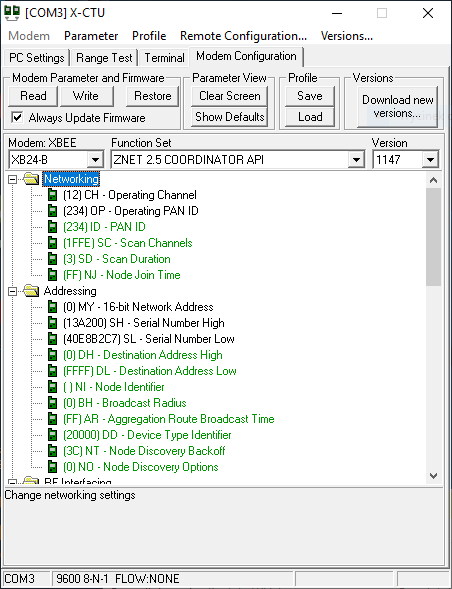 [COM3] X-CTU
Modem Parameter Profile Remote Configuration... Versions...
PC Settings Range Test Terminal Modem Configuration
Modem Parameter and Firmware Parameter View Profile Versions
Read Write Restore Clear Screen Save Download new versions...
Always Update Firmware Show Defaults Load
Modem: XBEE Function Set Version
XB24-B ZNET 2.5 COORDINATOR API 1147
Networking
(12) CH - Operating Channel
(234) OP - Operating PAN ID
(234) ID - PAN ID
(1FFE) SC - Scan Channels
(3) SD - Scan Duration
(FF) NJ - Node Join Time
Addressing
(0) MY - 16-bit Network Address
(13A200) SH - Serial Number High
(40E8B2C7) SL - Serial Number Low
(0) DH - Destination Address High
(FFFF) DL - Destination Address Low
( ) NI - Node Identifier
(0) BH - Broadcast Radius
(FF) AR - Aggregation Route Broadcast Time
(20000) DD - Device Type Identifier
(3C) NT - Node Discovery Backoff
(0) NO - Node Discovery Options
RF Interfacing
Change networking settings
COM3 9600 8-N-1 FLOW:NONE